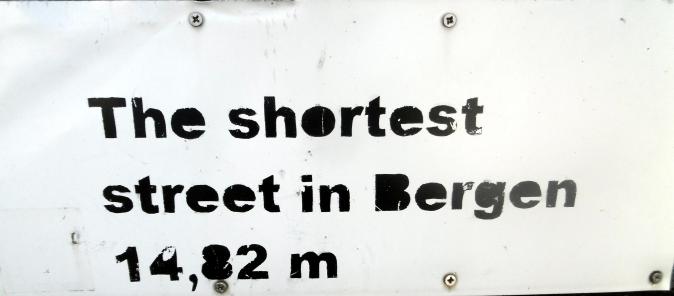 The shortest
street in Bergen
14,82 m